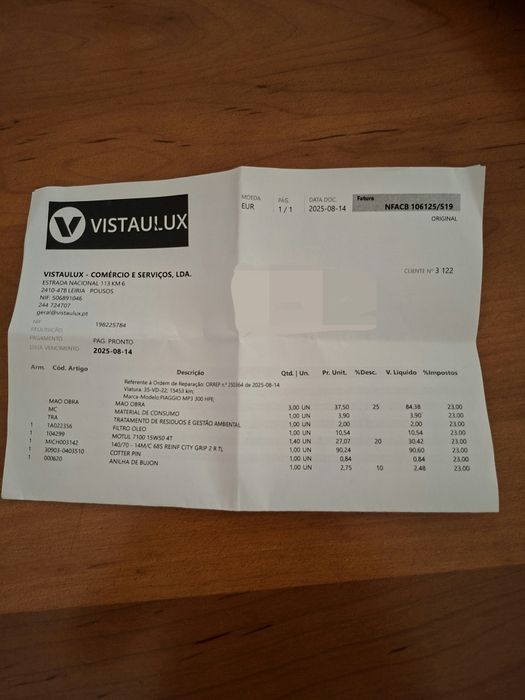 VISTAULUX
MOEDA PÁG. DATA DOC. Fatura
EUR 1 / 1 2025-08-14 NFACB 106125/519
ORIGINAL
VISTAULUX - COMÉRCIO E SERVIÇOS, LDA.
ESTRADA NACIONAL 113 KM 6
2410-478 LEIRIA POUSOS
NIF: 506891046
244 724707
geral@vistaulux.pt
CLIENTE Nº 3 122
NIF 198225784
REQUISIÇÃO
PAGAMENTO PAG. PRONTO
DATA VENCIMENTO 2025-08-14
Arm. Cód. Artigo Descrição Qtd. | Un. Pr. Unit. %Desc. V. Líquido %Impostos
Referente à Ordem de Reparação: ORREP n.º 250364 de 2025-08-14
Viatura: 35-VD-22; 15453 km;
Marca-Modelo:PIAGGIO MP3 300 HPE;
MAO OBRA MAO OBRA 3,00 UN 37,50 25 84,38 23,00
MC MATERIAL DE CONSUMO 1,00 UN 3,90 3,90 23,00
TRA TRATAMENTO DE RESIDUOS E GESTÃO AMBIENTAL 1,00 UN 2,00 2,00 23,00
1 1A022356 FILTRO OLEO 1,00 UN 10,54 10,54 23,00
1 104299 MOTUL 7100 15W50 4T 1,40 UN 27,07 20 30,42 23,00
1 MICH003142 140/70 - 14M/C 68S REINF CITY GRIP 2 R TL 1,00 UN 90,24 90,60 23,00
1 30903-0403510 COTTER PIN 1,00 UN 0,84 0,84 23,00
1 000620 ANILHA DE BUJON 1,00 UN 2,75 10 2,48 23,00